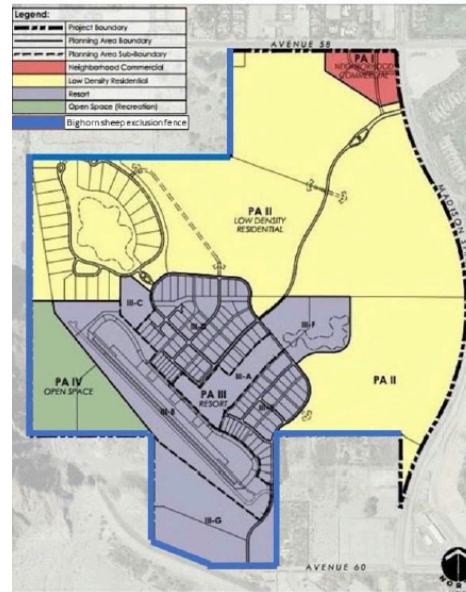 Legend:
Project Boundary
Planning Area Boundary
Planning Area Sub-Boundary
Neighborhood Commercial
Low Density Residential
Resort
Open Space (Recreation)
Bighorn sheep exclusion fence
AVENUE 58
PA I
NEIGHBORHOOD
COMMERCIAL
MADISON
PA II
LOW DENSITY
RESIDENTIAL
III-C
III-D
III-F
III-A
PA IV
OPEN SPACE
PA III
RESORT
PA II
III-B
III-G
AVENUE 60
NORTH